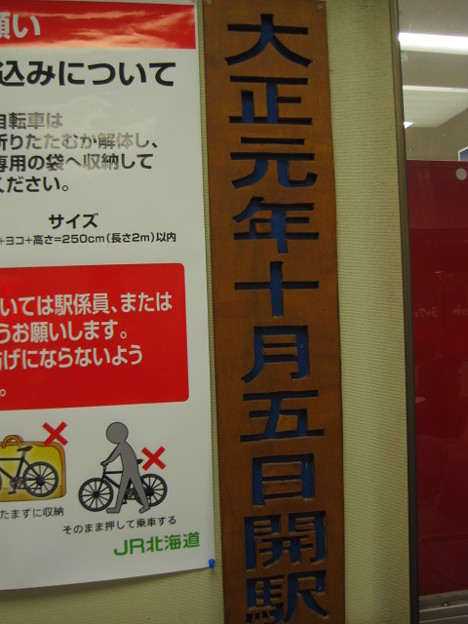 願い
込みについて
自転車は
折りたたむか解体し、
専用の袋へ収納して
ください。
サイズ
+ヨコ+高さ=250cm(長さ2m)以内
いては駅係員、または
うお願いします。
妨げにならないよう
。
たまずに収納
そのまま押して乗車する
JR北海道
大正元年十月五日開駅